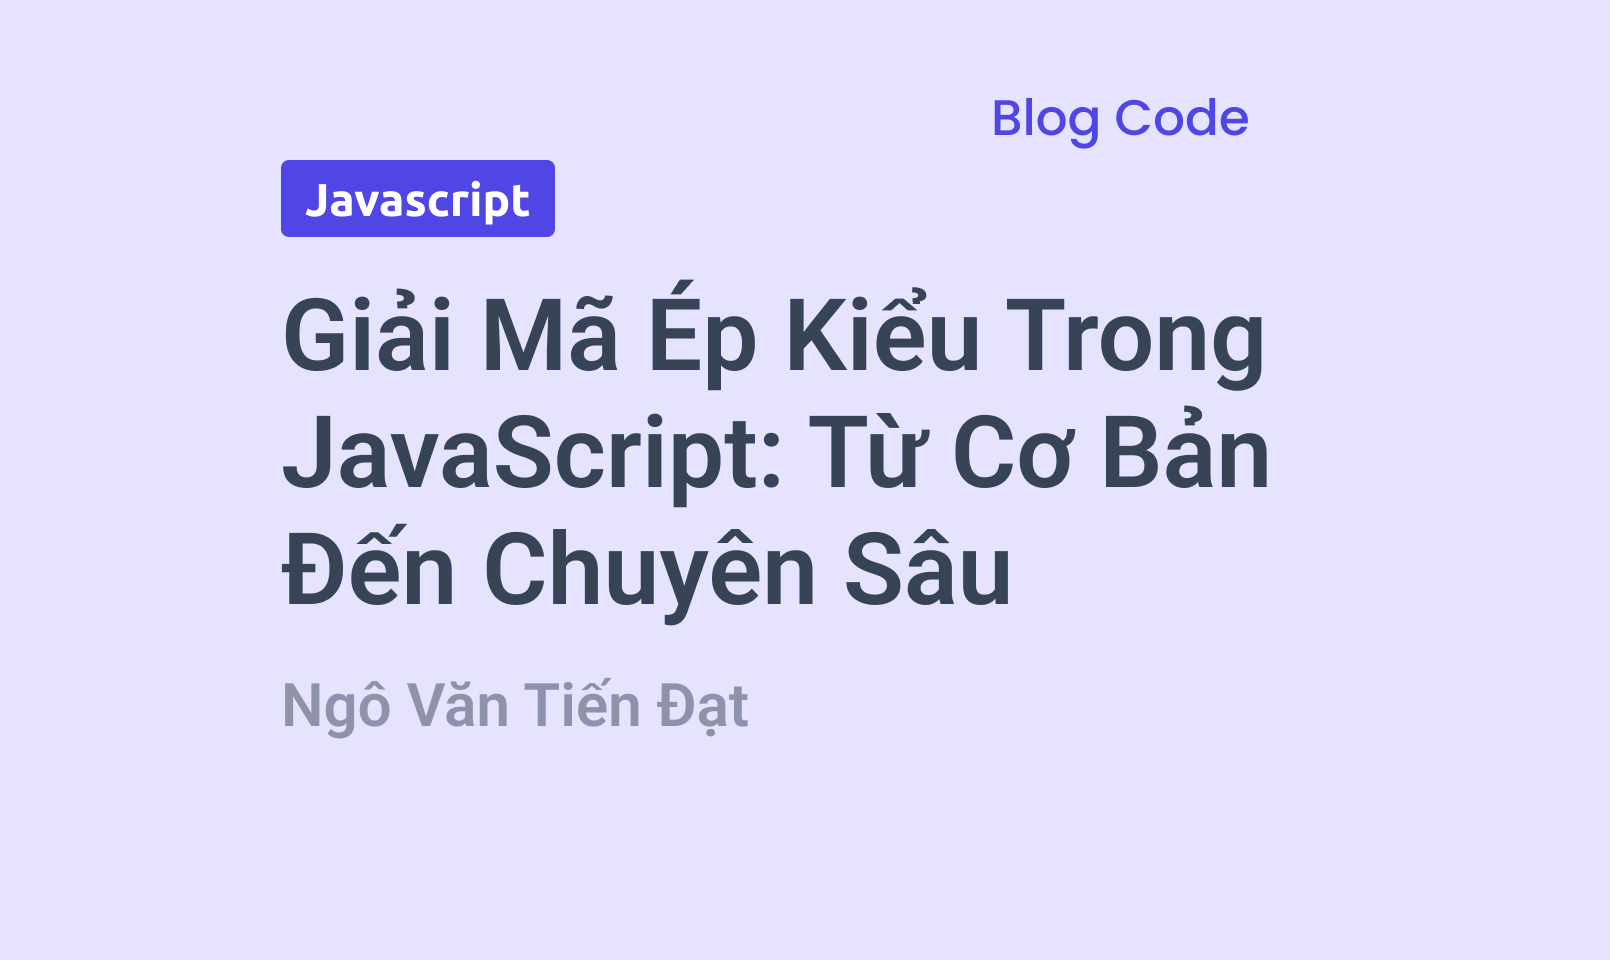 Blog Code
Javascript
Giải Mã Ép Kiểu Trong
JavaScript: Từ Cơ Bản
Đến Chuyên Sâu
Ngô Văn Tiến Đạt